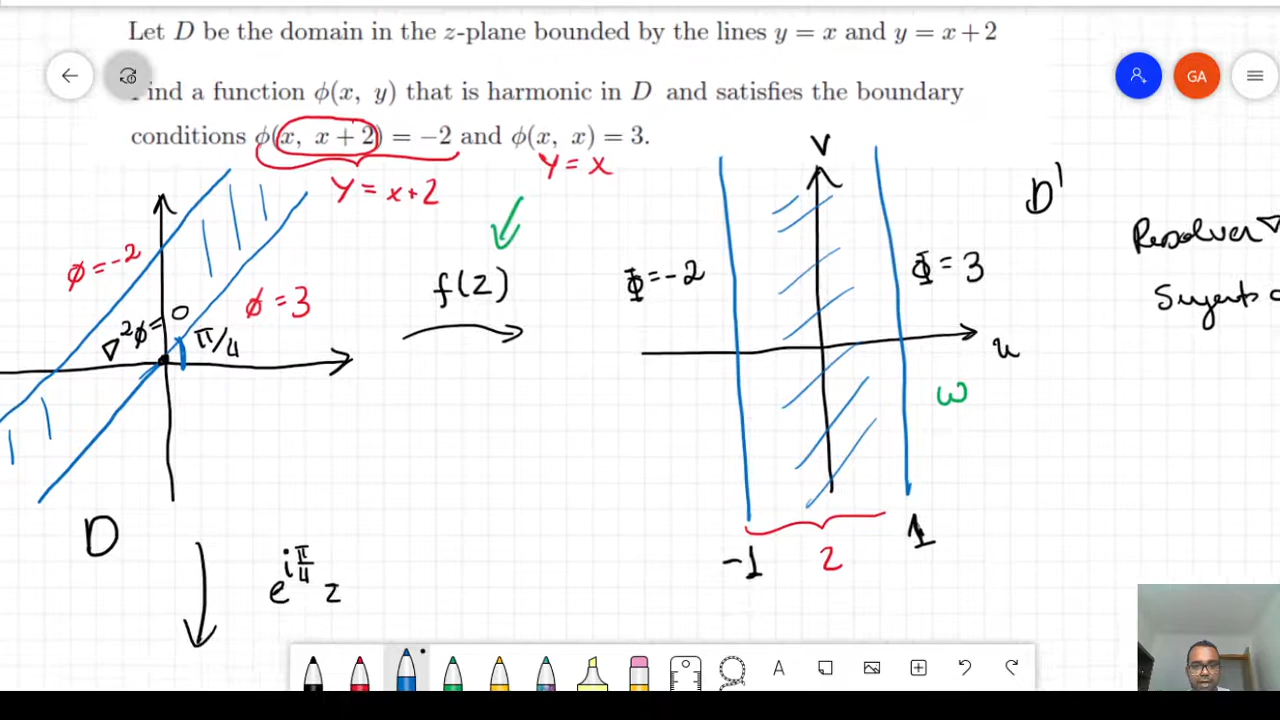 Let D be the domain in the z-plane bounded by the lines y = x and y = x + 2
ind a function ϕ(x, y) that is harmonic in D and satisfies the boundary
conditions ϕ(x, x + 2) = −2 and ϕ(x, x) = 3.
GA
y = x+2
y = x
ϕ = -2
ϕ = 3
∇²ϕ = 0
π/4
D
e^{iπ/4} z
f(z)
v
Φ = -2
Φ = 3
u
ω
-1
2
1
D'
Resolver ∇
A